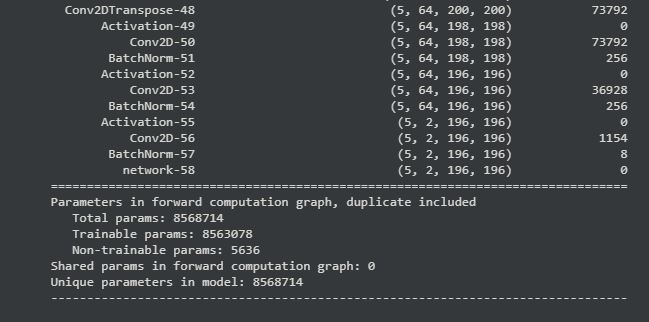 Conv2DTranspose-48 (5, 64, 200, 200) 73792
Activation-49 (5, 64, 198, 198) 0
Conv2D-50 (5, 64, 198, 198) 73792
BatchNorm-51 (5, 64, 198, 198) 256
Activation-52 (5, 64, 196, 196) 0
Conv2D-53 (5, 64, 196, 196) 36928
BatchNorm-54 (5, 64, 196, 196) 256
Activation-55 (5, 2, 196, 196) 0
Conv2D-56 (5, 2, 196, 196) 1154
BatchNorm-57 (5, 2, 196, 196) 8
network-58 (5, 2, 196, 196) 0
================================================================================
Parameters in forward computation graph, duplicate included
Total params: 8568714
Trainable params: 8563078
Non-trainable params: 5636
Shared params in forward computation graph: 0
Unique parameters in model: 8568714
--------------------------------------------------------------------------------